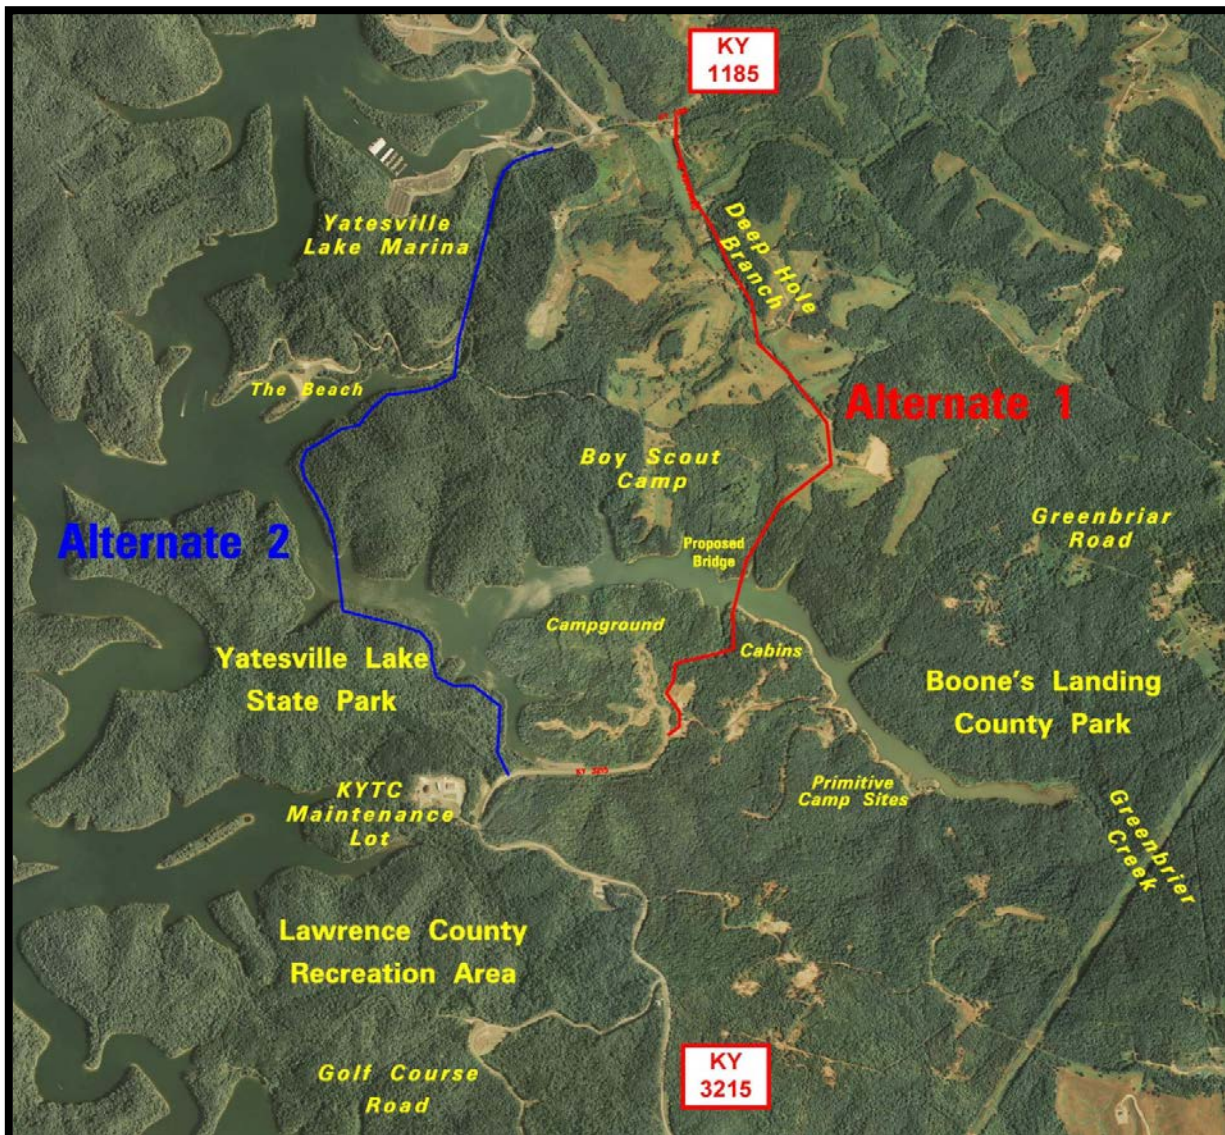 KY
1185
Yatesville
Lake Marina
Deep Hole
Branch
The Beach
Alternate 1
Boy Scout
Camp
Greenbriar
Road
Alternate 2
Proposed
Bridge
Campground
Cabins
Yatesville Lake
State Park
Boone's Landing
County Park
KY 3215
KYTC
Maintenance
Lot
Primitive
Camp Sites
Greenbrier
Creek
Lawrence County
Recreation Area
KY
3215
Golf Course
Road